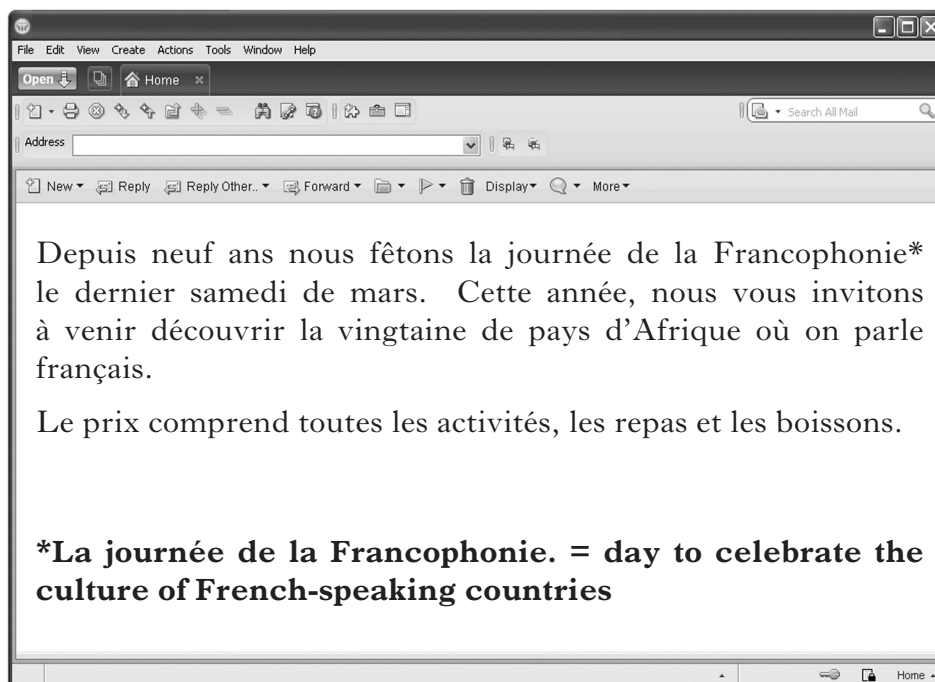 File Edit View Create Actions Tools Window Help
Open Home
Search All Mail
Address
New Reply Reply Other.. Forward Display More
Depuis neuf ans nous fêtons la journée de la Francophonie*
le dernier samedi de mars. Cette année, nous vous invitons
à venir découvrir la vingtaine de pays d'Afrique où on parle
français.
Le prix comprend toutes les activités, les repas et les boissons.
*La journée de la Francophonie. = day to celebrate the
culture of French-speaking countries
Home